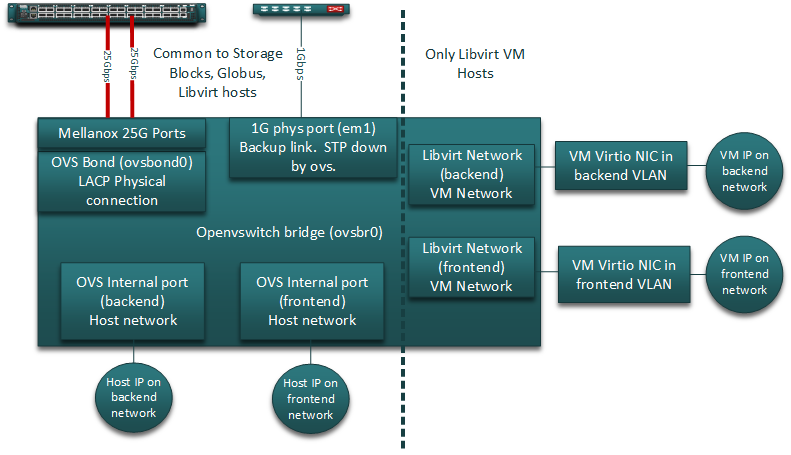 25Gbps
25Gbps
1Gbps
Common to Storage
Blocks, Globus,
Libvirt hosts
Only Libvirt VM
Hosts
Mellanox 25G Ports
OVS Bond (ovsbond0)
LACP Physical
connection
1G phys port (em1)
Backup link.  STP down
by ovs.
Libvirt Network
(backend)
VM Network
VM Virtio NIC in
backend VLAN
VM IP on
backend
network
Openvswitch bridge (ovsbr0)
Libvirt Network
(frontend)
VM Network
VM Virtio NIC in
frontend VLAN
VM IP on
frontend
network
OVS Internal port
(backend)
Host network
OVS Internal port
(frontend)
Host network
Host IP on
backend
network
Host IP on
frontend
network